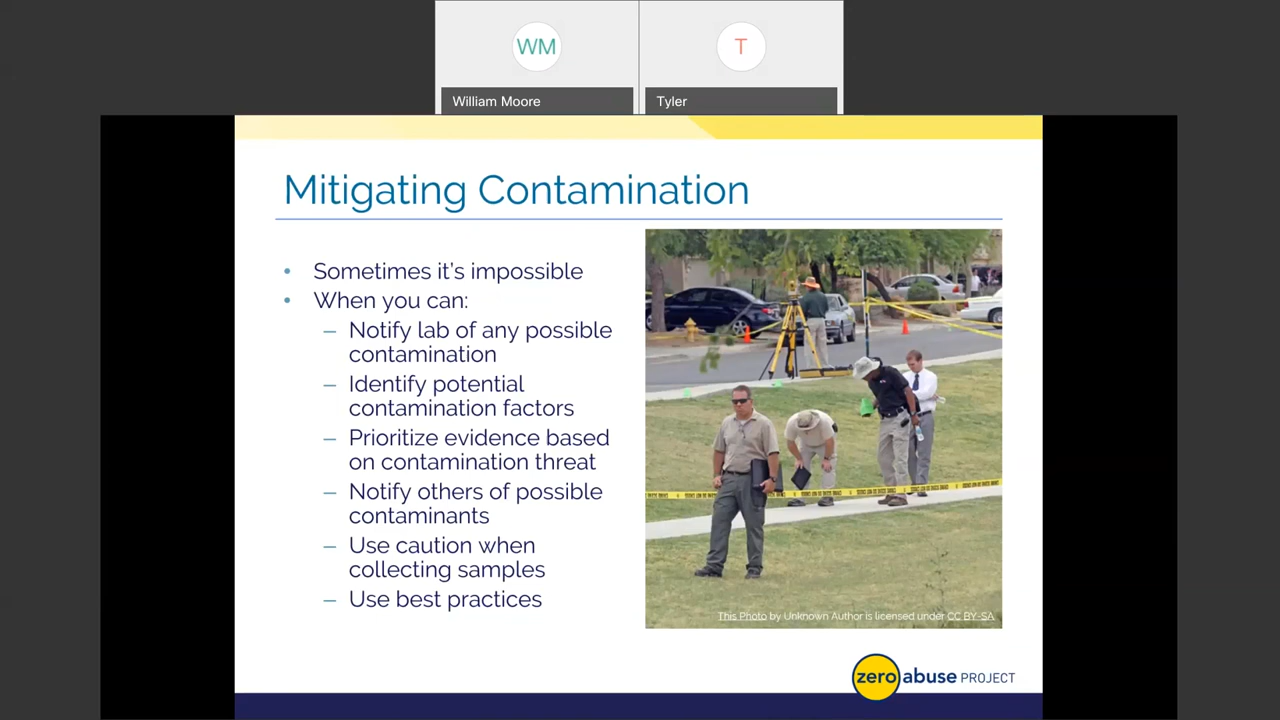 WM
T
William Moore
Tyler
Mitigating Contamination
• Sometimes it's impossible
• When you can:
– Notify lab of any possible
contamination
– Identify potential
contamination factors
– Prioritize evidence based
on contamination threat
– Notify others of possible
contaminants
– Use caution when
collecting samples
– Use best practices
This Photo by Unknown Author is licensed under CC BY-SA
zero abuse PROJECT